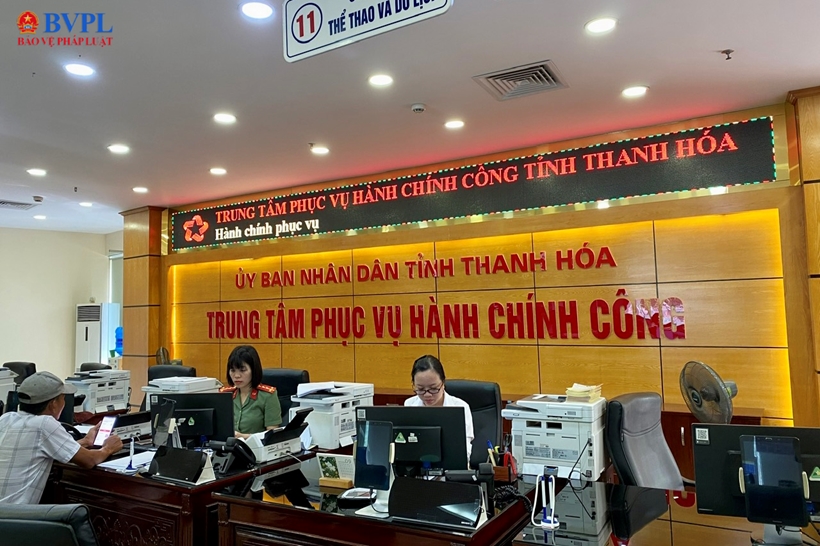 BVPL
BẢO VỆ PHÁP LUẬT
11
THỂ THAO VÀ DU LỊCH
TRUNG TÂM PHỤC VỤ HÀNH CHÍNH CÔNG TỈNH THANH HÓA
Hành chính phục vụ
ỦY BAN NHÂN DÂN TỈNH THANH HÓA
TRUNG TÂM PHỤC VỤ HÀNH CHÍNH CÔNG